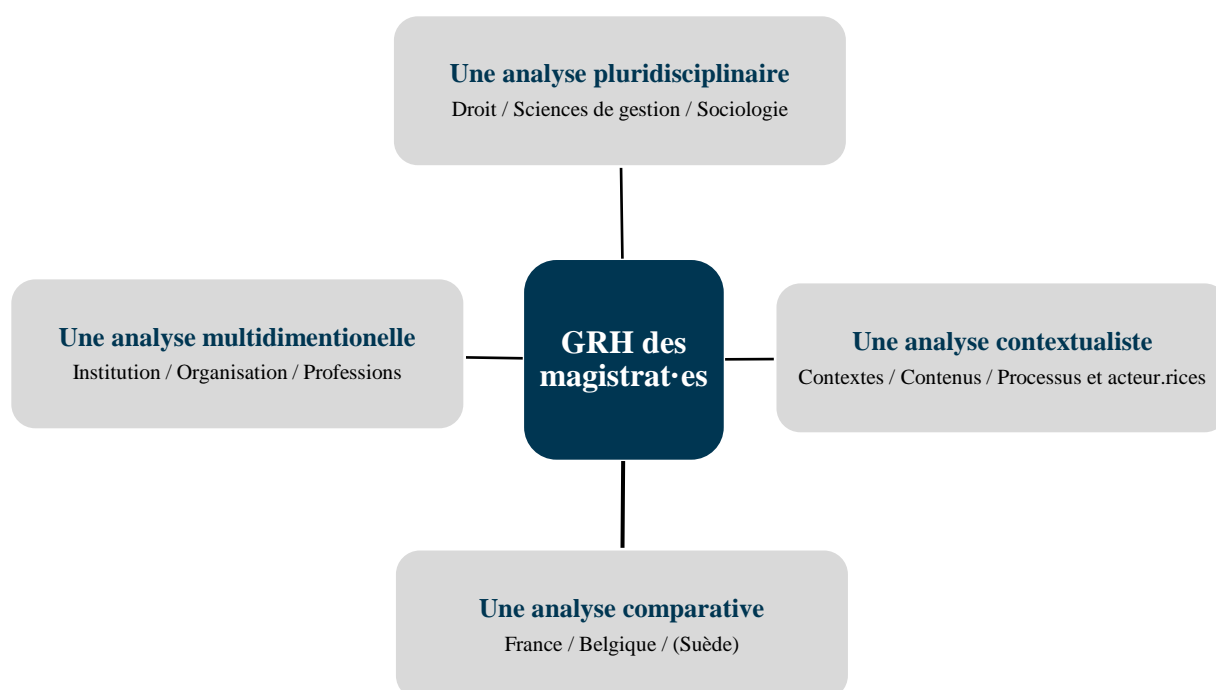 Une analyse pluridisciplinaire
Droit / Sciences de gestion / Sociologie
Une analyse multidimentionelle
Institution / Organisation / Professions
GRH des
magistrat·es
Une analyse contextualiste
Contextes / Contenus / Processus et acteur.rices
Une analyse comparative
France / Belgique / (Suède)